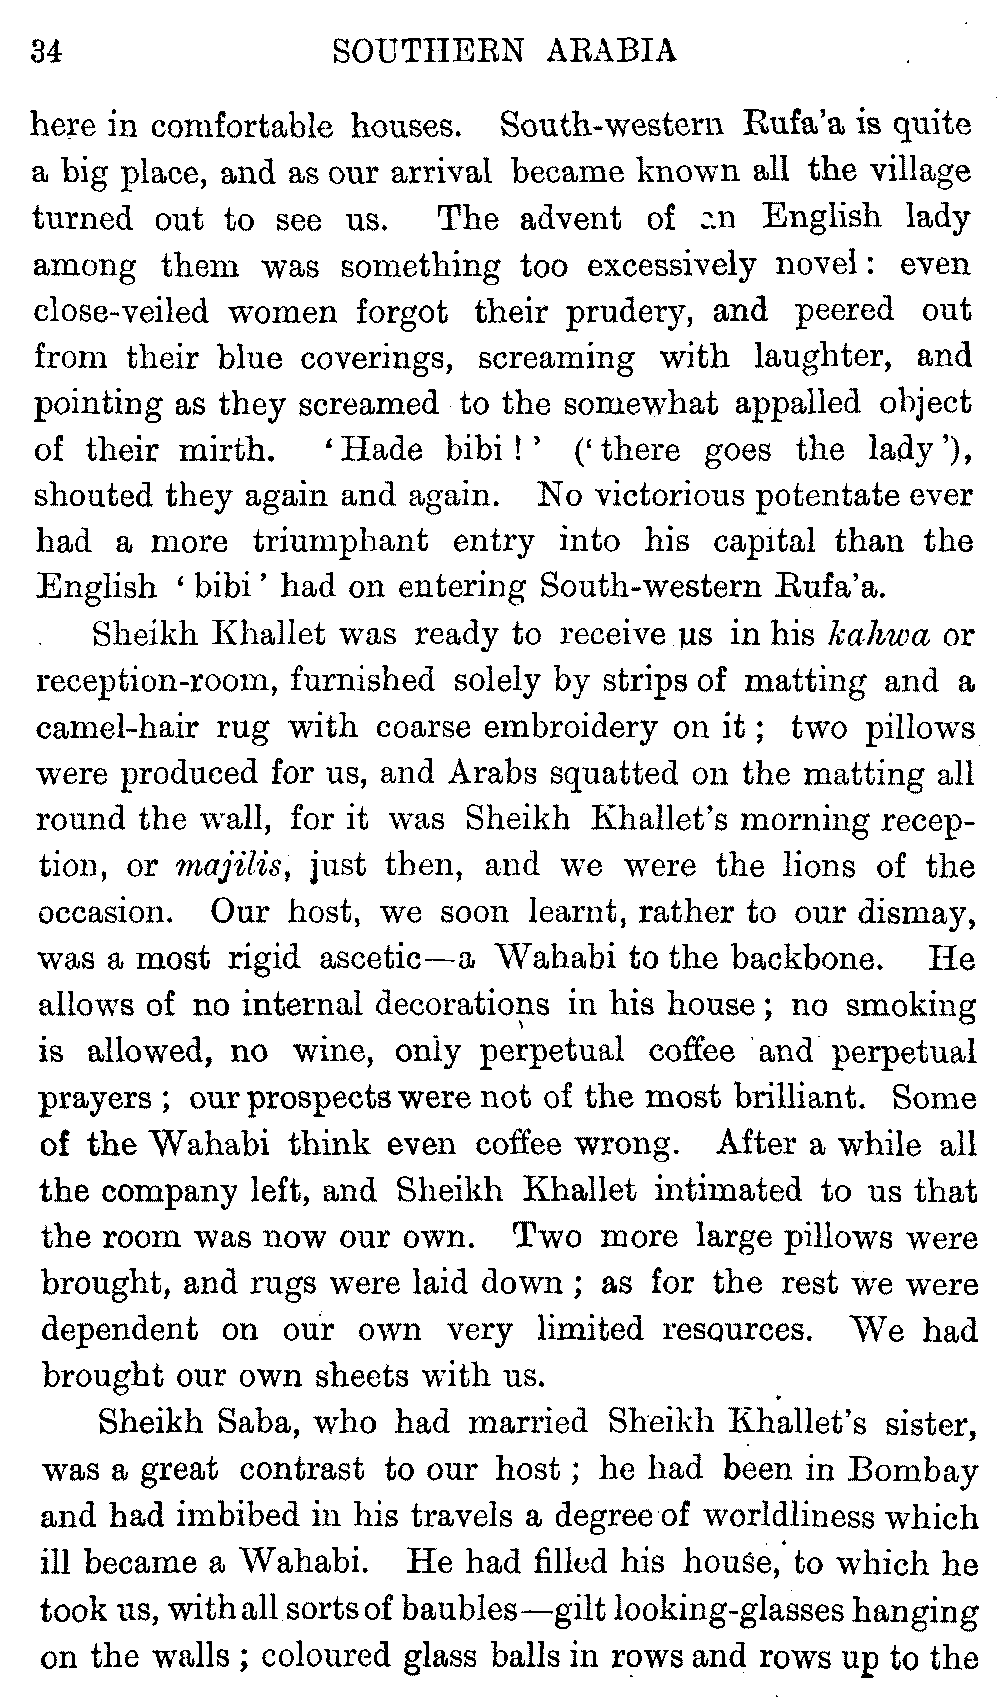 34 SOUTHERN ARABIA
here in comfortable houses. South-western Rufa'a is quite
a big place, and as our arrival became known all the village
turned out to see us. The advent of an English lady
among them was something too excessively novel: even
close-veiled women forgot their prudery, and peered out
from their blue coverings, screaming with laughter, and
pointing as they screamed to the somewhat appalled object
of their mirth. ‘Hade bibi!’ (‘there goes the lady’),
shouted they again and again. No victorious potentate ever
had a more triumphant entry into his capital than the
English ‘bibi’ had on entering South-western Rufa'a.
Sheikh Khallet was ready to receive us in his kahwa or
reception-room, furnished solely by strips of matting and a
camel-hair rug with coarse embroidery on it; two pillows
were produced for us, and Arabs squatted on the matting all
round the wall, for it was Sheikh Khallet's morning recep-
tion, or majilis, just then, and we were the lions of the
occasion. Our host, we soon learnt, rather to our dismay,
was a most rigid ascetic—a Wahabi to the backbone. He
allows of no internal decorations in his house; no smoking
is allowed, no wine, only perpetual coffee and perpetual
prayers; our prospects were not of the most brilliant. Some
of the Wahabi think even coffee wrong. After a while all
the company left, and Sheikh Khallet intimated to us that
the room was now our own. Two more large pillows were
brought, and rugs were laid down; as for the rest we were
dependent on our own very limited resources. We had
brought our own sheets with us.
Sheikh Saba, who had married Sheikh Khallet's sister,
was a great contrast to our host; he had been in Bombay
and had imbibed in his travels a degree of worldliness which
ill became a Wahabi. He had filled his house, to which he
took us, with all sorts of baubles—gilt looking-glasses hanging
on the walls; coloured glass balls in rows and rows up to the